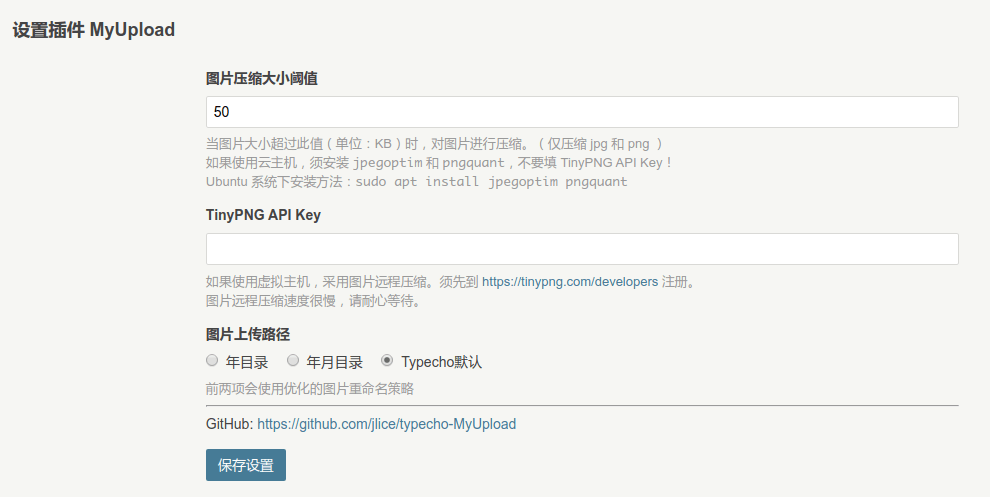 设置插件 MyUpload
图片压缩大小阈值
50
当图片大小超过此值（单位：KB）时，对图片进行压缩。（仅压缩 jpg 和 png ）
如果使用云主机，须安装 jpegoptim 和 pngquant，不要填 TinyPNG API Key！
Ubuntu 系统下安装方法：sudo apt install jpegoptim pngquant
TinyPNG API Key
如果使用虚拟主机，采用图片远程压缩。须先到 https://tinypng.com/developers 注册。
图片远程压缩速度很慢，请耐心等待。
图片上传路径
年目录 年月目录 Typecho默认
前两项会使用优化的图片重命名策略
GitHub: https://github.com/jlice/typecho-MyUpload
保存设置